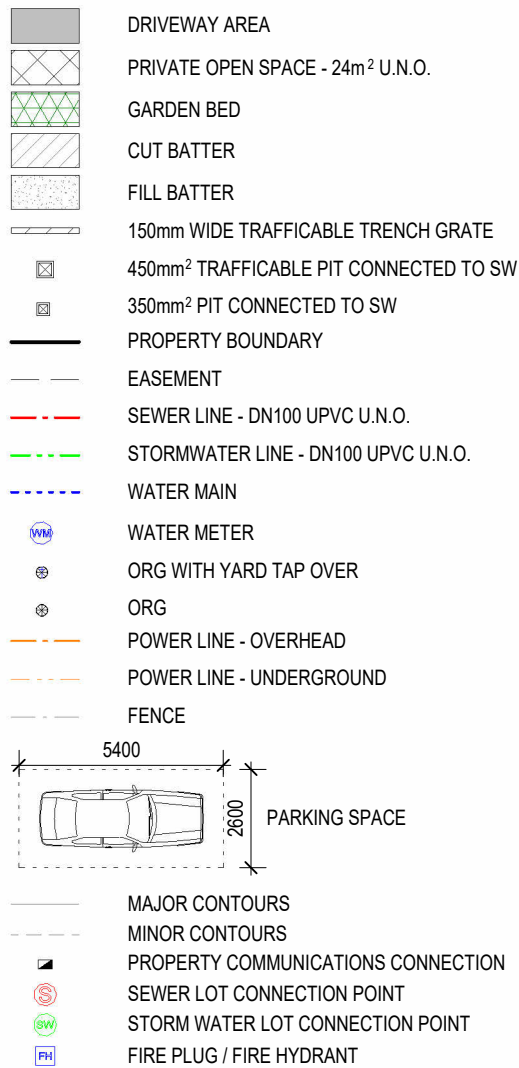 DRIVEWAY AREA
PRIVATE OPEN SPACE - 24m² U.N.O.
GARDEN BED
CUT BATTER
FILL BATTER
150mm WIDE TRAFFICABLE TRENCH GRATE
450mm² TRAFFICABLE PIT CONNECTED TO SW
350mm² PIT CONNECTED TO SW
PROPERTY BOUNDARY
EASEMENT
SEWER LINE - DN100 UPVC U.N.O.
STORMWATER LINE - DN100 UPVC U.N.O.
WATER MAIN
WM WATER METER
ORG WITH YARD TAP OVER
ORG
POWER LINE - OVERHEAD
POWER LINE - UNDERGROUND
FENCE
5400
2600 PARKING SPACE
MAJOR CONTOURS
MINOR CONTOURS
PROPERTY COMMUNICATIONS CONNECTION
S SEWER LOT CONNECTION POINT
SW STORM WATER LOT CONNECTION POINT
FH FIRE PLUG / FIRE HYDRANT